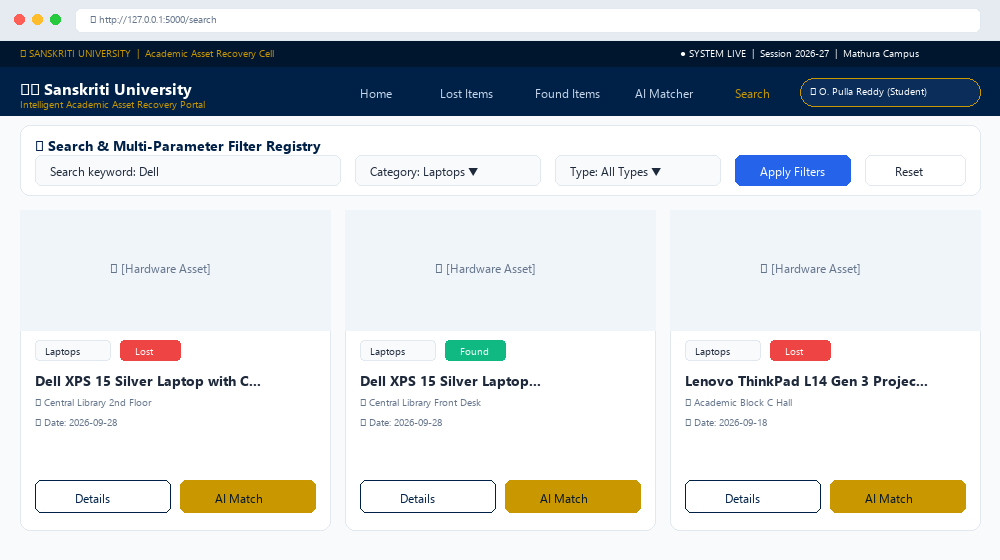 http://127.0.0.1:5000/search
SANSKRITI UNIVERSITY | Academic Asset Recovery Cell
● SYSTEM LIVE | Session 2026-27 | Mathura Campus
Sanskriti University
Intelligent Academic Asset Recovery Portal
Home
Lost Items
Found Items
AI Matcher
Search
O. Pulla Reddy (Student)
Search & Multi-Parameter Filter Registry
Search keyword: Dell
Category: Laptops ▼
Type: All Types ▼
Apply Filters
Reset
[Hardware Asset]
Laptops
Lost
Dell XPS 15 Silver Laptop with C...
Central Library 2nd Floor
Date: 2026-09-28
Details
AI Match
[Hardware Asset]
Laptops
Found
Dell XPS 15 Silver Laptop...
Central Library Front Desk
Date: 2026-09-28
Details
AI Match
[Hardware Asset]
Laptops
Lost
Lenovo ThinkPad L14 Gen 3 Projec...
Academic Block C Hall
Date: 2026-09-18
Details
AI Match